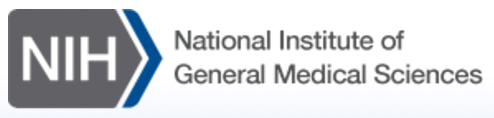 NIH
National Institute of
General Medical Sciences